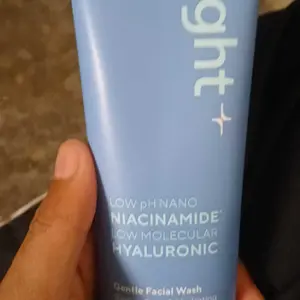 ght
LOW pH NANO
NIACINAMIDE
LOW MOLECULAR
HYALURONIC
Gentle Facial Wash